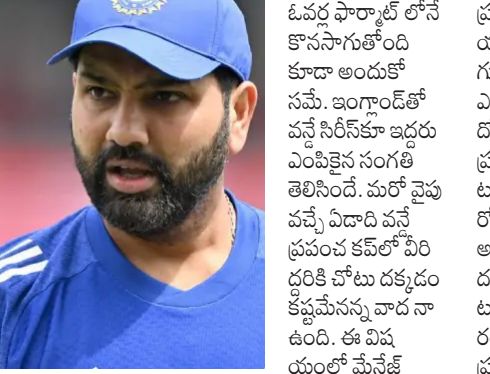 ఓవర్ల ఫార్మాట్ లోనే
కొనసాగుతోంది
కూడా అందుకో
సమే. ఇంగ్లాండ్‌తో
వన్డే సిరీస్‌కూ ఇద్దరు
ఎంపికైన సంగతి
తెలిసిందే. మరో వైపు
వచ్చే ఏడాది వన్డే
ప్రపంచ కప్‌లో వీరి
ద్దరికి చోటు దక్కడం
కష్టమేనన్న వాద నా
ఉంది. ఈ విష
యంలో మేనేజ్